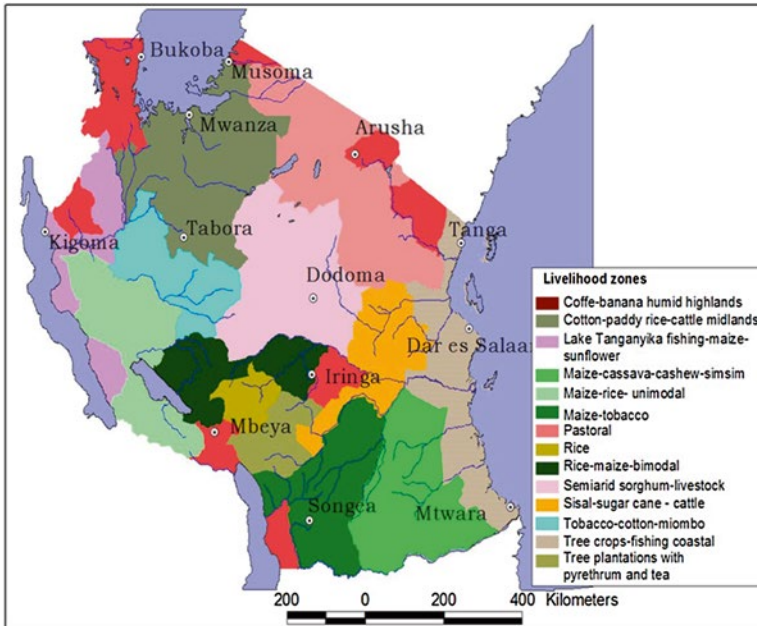 Bukoba
Musoma
Mwanza
Arusha
Kigoma
Tabora
Tanga
Dodoma
Dar es Salaar
Iringa
Mbeya
Songea
Mtwara
Livelihood zones
Coffe-banana humid highlands
Cotton-paddy rice-cattle midlands
Lake Tanganyika fishing-maize-
sunflower
Maize-cassava-cashew-simsim
Maize-rice- unimodal
Maize-tobacco
Pastoral
Rice
Rice-maize-bimodal
Semiarid sorghum-livestock
Sisal-sugar cane - cattle
Tobacco-cotton-miombo
Tree crops-fishing coastal
Tree plantations with
pyrethrum and tea
200 0 200 400 Kilometers